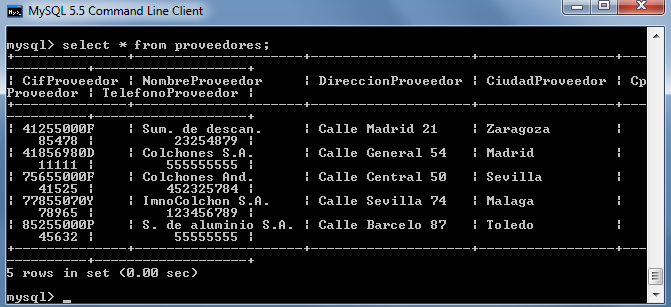 MySQL 5.5 Command Line Client
mysql> select * from proveedores;
+--------------+---------------------+--------------------+-----------------+---
---------+-------------------+
| CifProveedor | NombreProveedor     | DireccionProveedor | CiudadProveedor | Cp
Proveedor | TelefonoProveedor |
+--------------+---------------------+--------------------+-----------------+---
---------+-------------------+
| 41255000F    | Sum. de descan.     | Calle Madrid 21    | Zaragoza        |
    85478 |          23254879 |
| 41856980D    | Colchones S.A.      | Calle General 54   | Madrid          |
    11111 |         555555555 |
| 75655000F    | Colchones And.      | Calle Central 50   | Sevilla         |
    41525 |         452325784 |
| 77855070Y    | ImnoColchon S.A.    | Calle Sevilla 74   | Malaga          |
    78965 |         123456789 |
| 85255000P    | S. de aluminio S.A. | Calle Barcelo 87   | Toledo          |
    45632 |          55555555 |
+--------------+---------------------+--------------------+-----------------+---
---------+-------------------+
5 rows in set (0.00 sec)
mysql> _